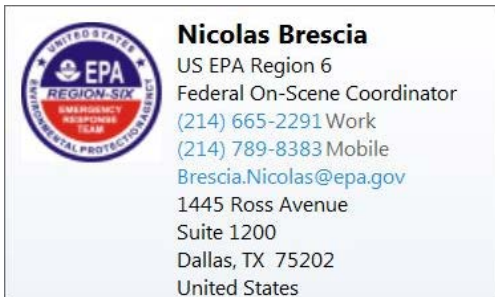 UNITED STATES
EPA
REGION-SIX
EMERGENCY
RESPONSE
TEAM
ENVIRONMENTAL PROTECTION AGENCY
Nicolas Brescia
US EPA Region 6
Federal On-Scene Coordinator
(214) 665-2291 Work
(214) 789-8383 Mobile
Brescia.Nicolas@epa.gov
1445 Ross Avenue
Suite 1200
Dallas, TX 75202
United States